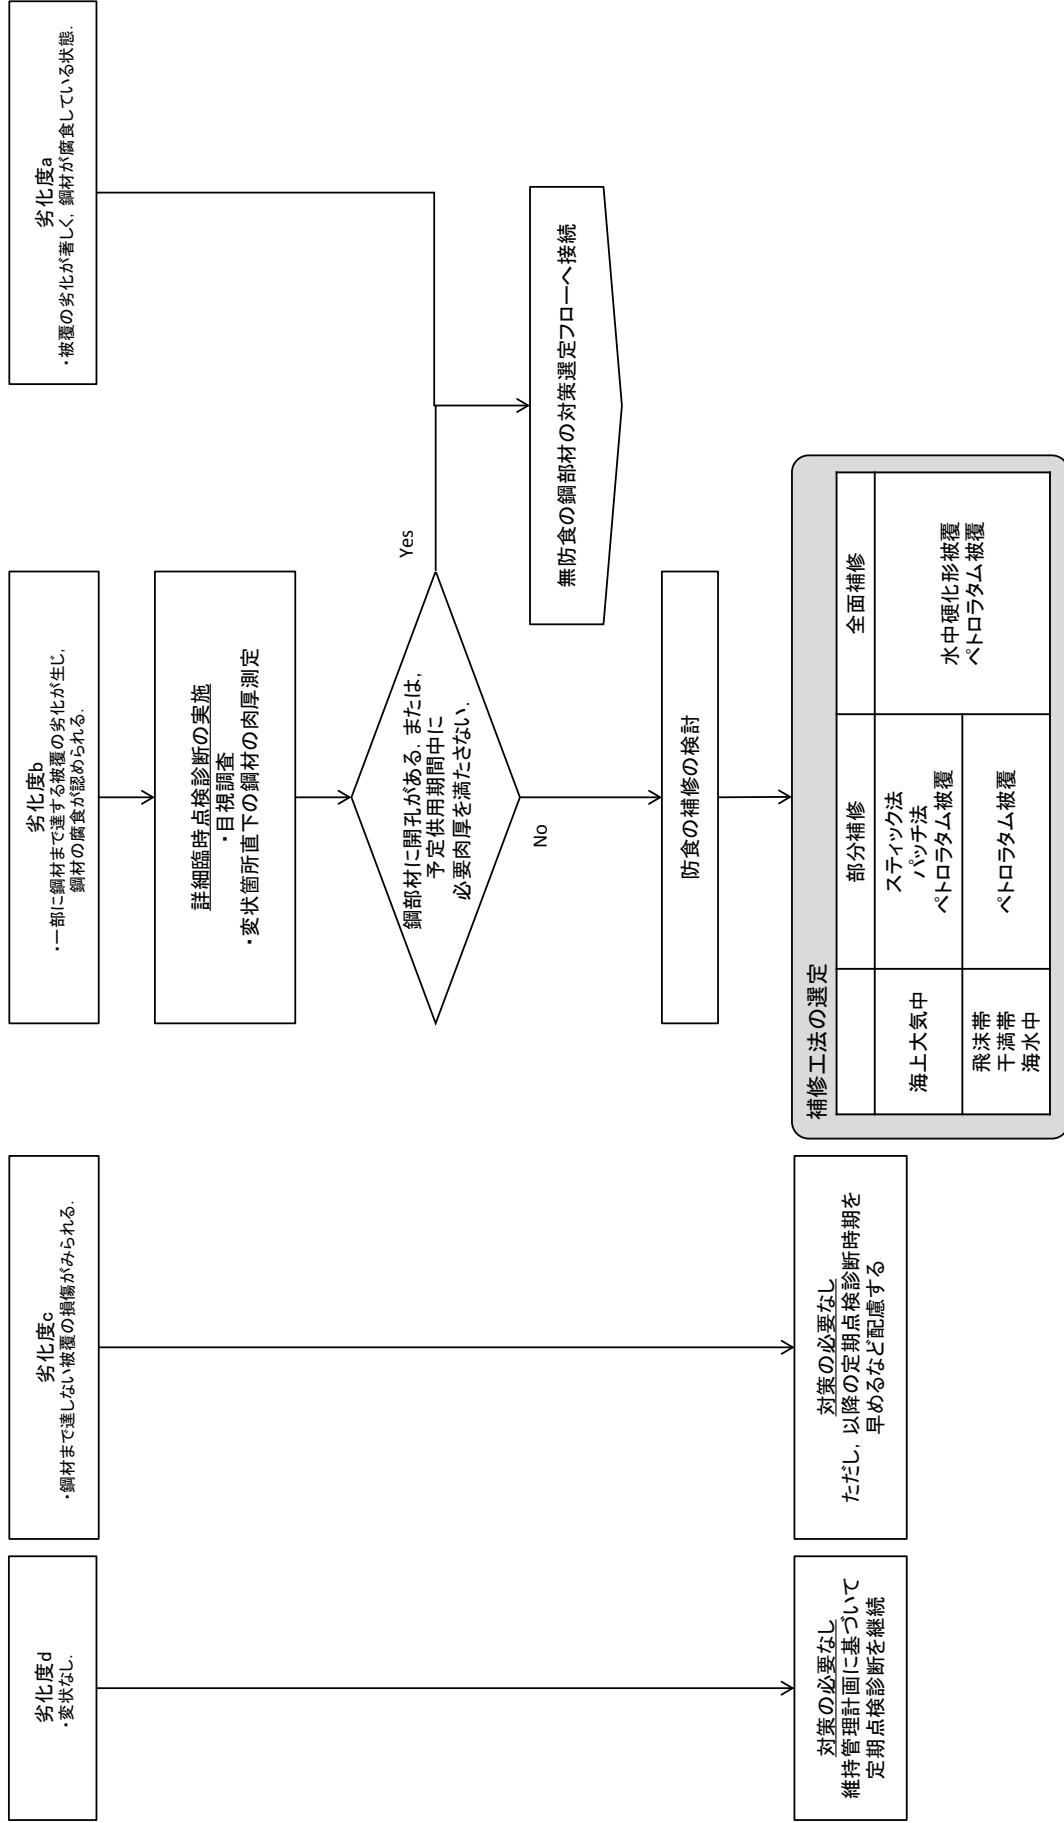 劣化度d
・変状なし．
劣化度c
・鋼材まで達しない被覆の損傷がみられる．
劣化度b
・一部に鋼材まで達する被覆の劣化が生じ，
鋼材の腐食が認められる．
劣化度a
・被覆の劣化が著しく，鋼材が腐食している状態．
詳細臨時点検診断の実施
・目視調査
・変状箇所直下の鋼材の肉厚測定
鋼部材に開孔がある．または，
予定供用期間中に
必要肉厚を満たさない．
Yes
No
無防食の鋼部材の対策選定フローへ接続
防食の補修の検討
対策の必要なし
維持管理計画に基づいて
定期点検診断を継続
対策の必要なし
ただし，以降の定期点検診断時期を
早めるなど配慮する
補修工法の選定
部分補修
全面補修
海上大気中
スティック法
パッチ法
ペトロラタム被覆
水中硬化形被覆
ペトロラタム被覆
飛沫帯
干満帯
海水中
ペトロラタム被覆